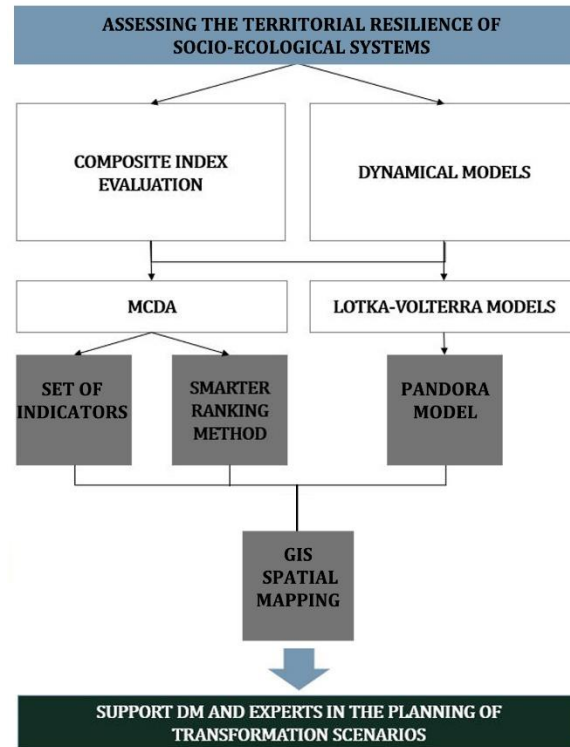 ASSESSING THE TERRITORIAL RESILIENCE OF
SOCIO-ECOLOGICAL SYSTEMS
COMPOSITE INDEX
EVALUATION
DYNAMICAL MODELS
MCDA
LOTKA-VOLTERRA MODELS
SET OF
INDICATORS
SMARTER
RANKING
METHOD
PANDORA
MODEL
GIS
SPATIAL
MAPPING
SUPPORT DM AND EXPERTS IN THE PLANNING OF
TRANSFORMATION SCENARIOS